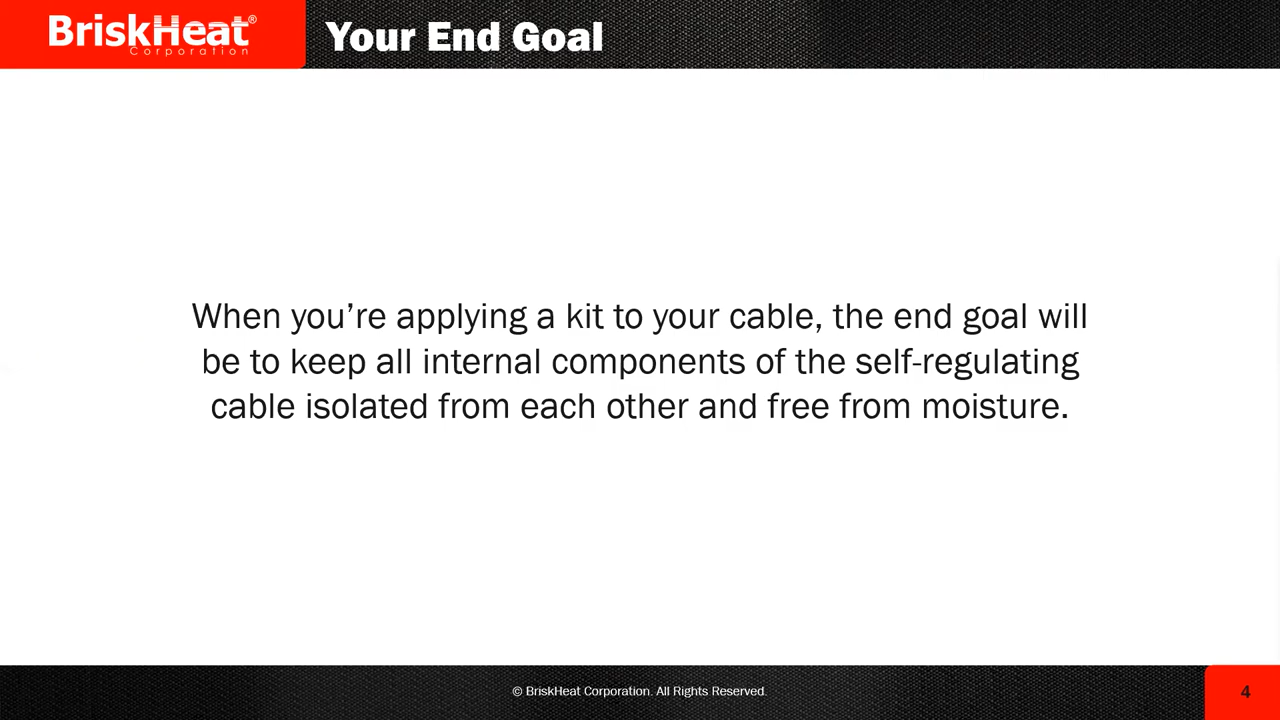 BriskHeat®
Corporation
Your End Goal
When you’re applying a kit to your cable, the end goal will
be to keep all internal components of the self-regulating
cable isolated from each other and free from moisture.
© BriskHeat Corporation. All Rights Reserved.
4